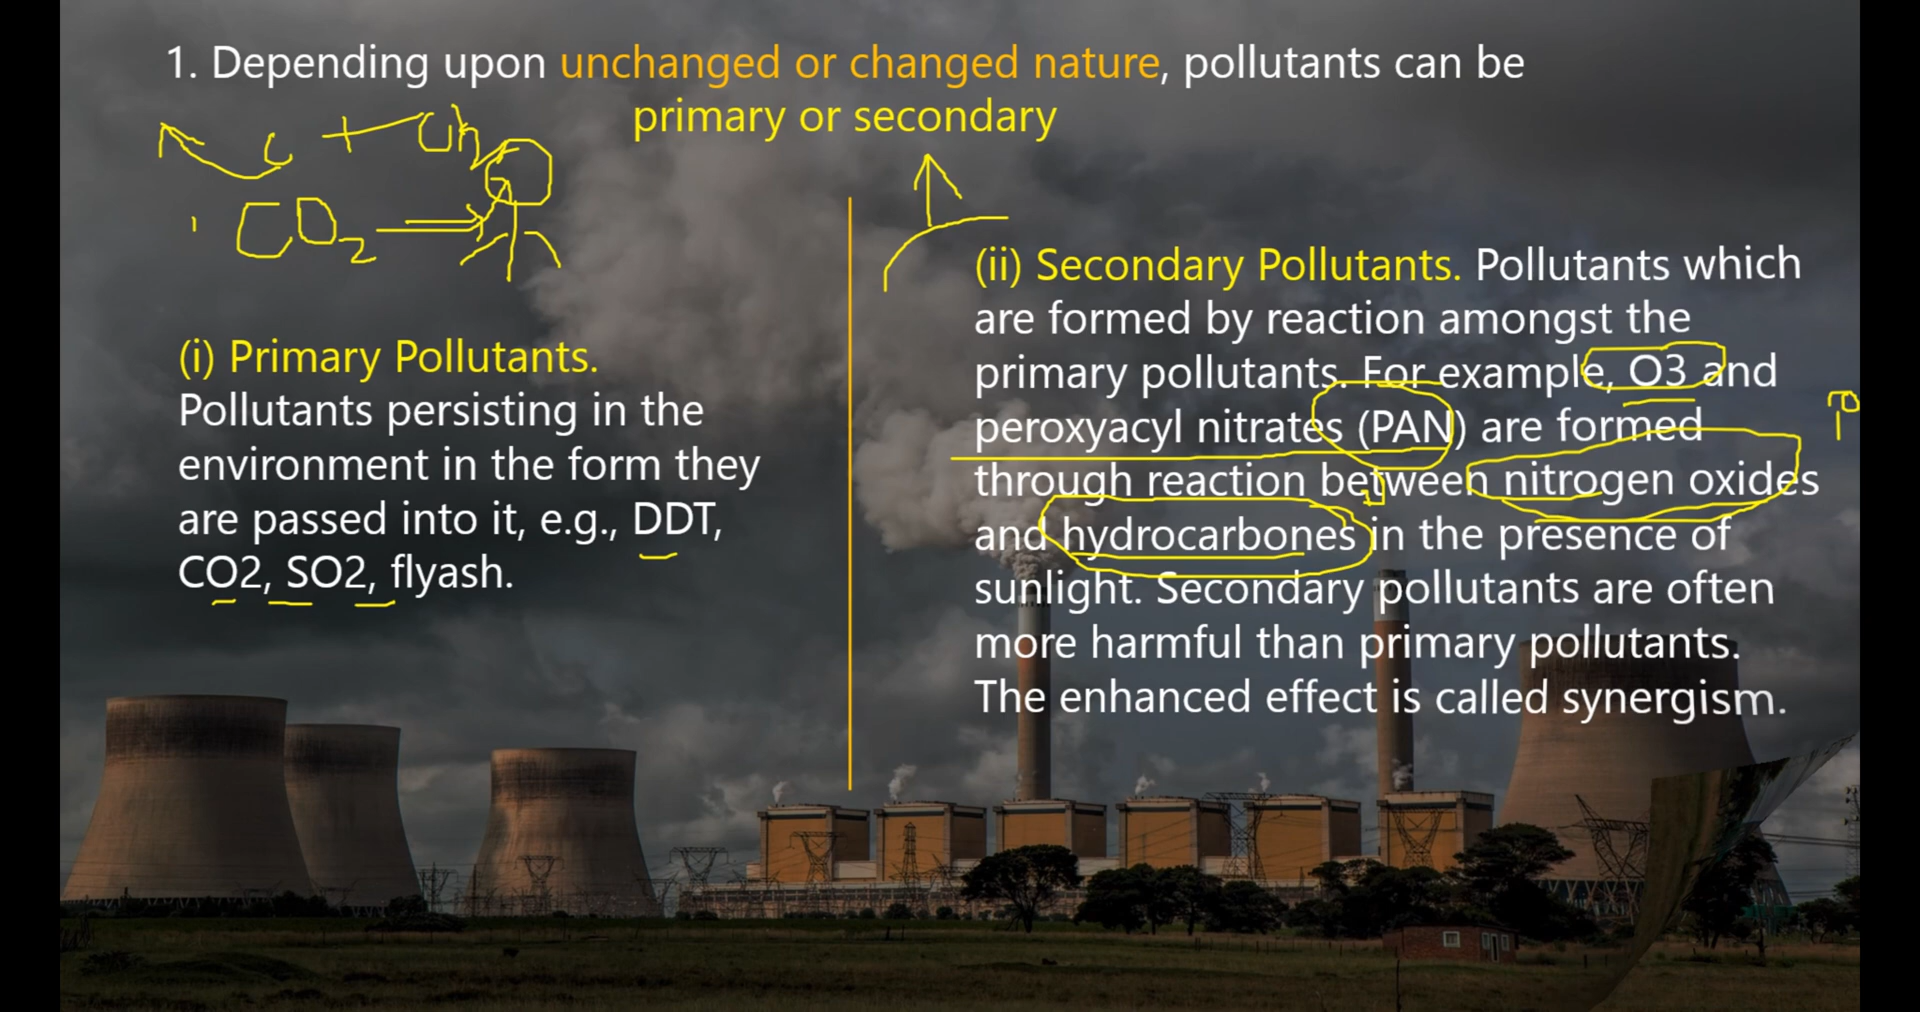 1. Depending upon unchanged or changed nature, pollutants can be
primary or secondary
CO2
(i) Primary Pollutants.
Pollutants persisting in the
environment in the form they
are passed into it, e.g., DDT,
CO2, SO2, flyash.
(ii) Secondary Pollutants. Pollutants which
are formed by reaction amongst the
primary pollutants. For example, O3 and
peroxyacyl nitrates (PAN) are formed
through reaction between nitrogen oxides
and hydrocarbones in the presence of
sunlight. Secondary pollutants are often
more harmful than primary pollutants.
The enhanced effect is called synergism.